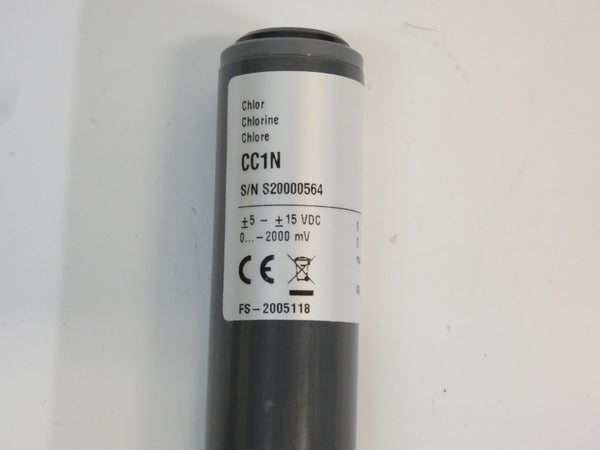 Chlor
Chlorine
Chlore
CC1N
S/N S20000564
±5 – ±15 VDC
0...–2000 mV
CE
FS–2005118